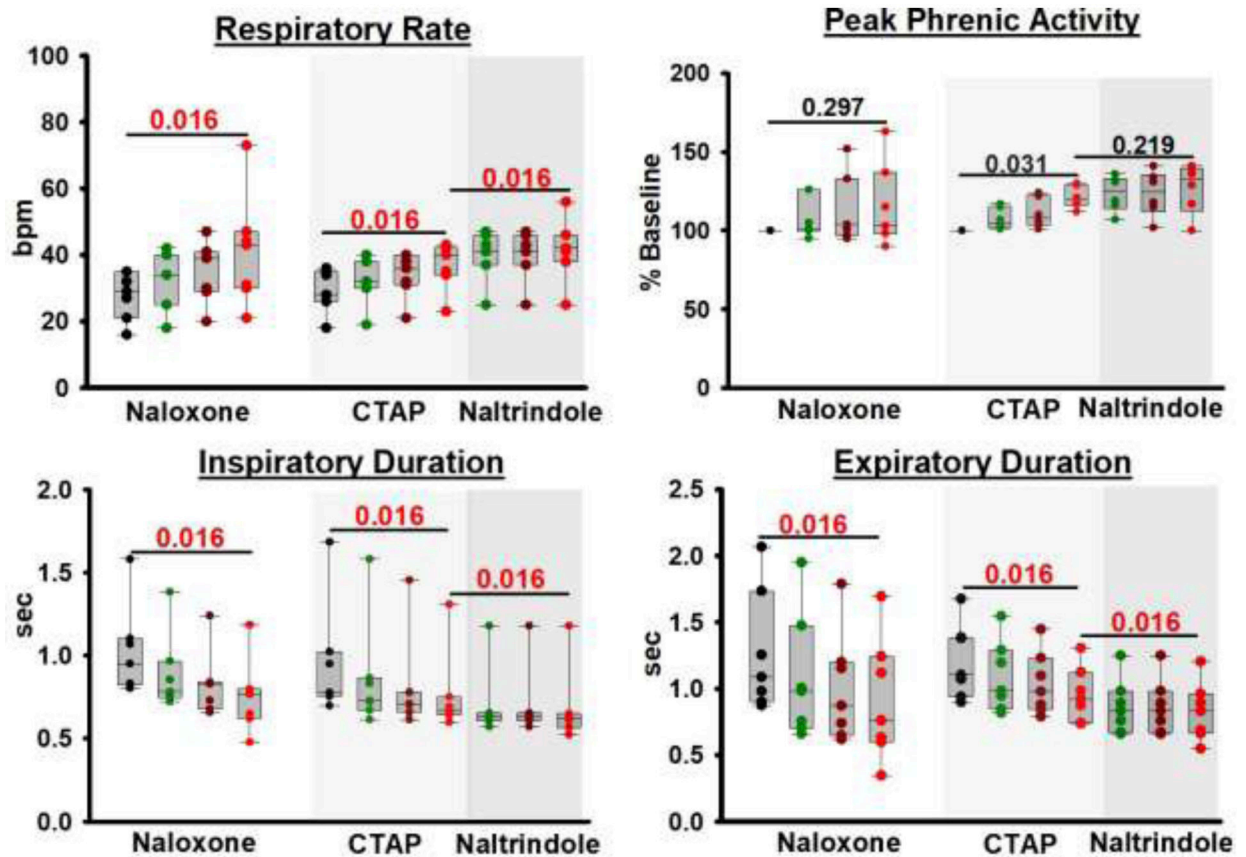 Respiratory Rate
100
80
60
40
20
0
bpm
0.016
0.016
0.016
Naloxone CTAP Naltrindole
Peak Phrenic Activity
200
150
100
50
0
% Baseline
0.297
0.031
0.219
Naloxone CTAP Naltrindole
Inspiratory Duration
2.0
1.5
1.0
0.5
0.0
sec
0.016
0.016
0.016
Naloxone CTAP Naltrindole
Expiratory Duration
2.5
2.0
1.5
1.0
0.5
0.0
sec
0.016
0.016
0.016
Naloxone CTAP Naltrindole